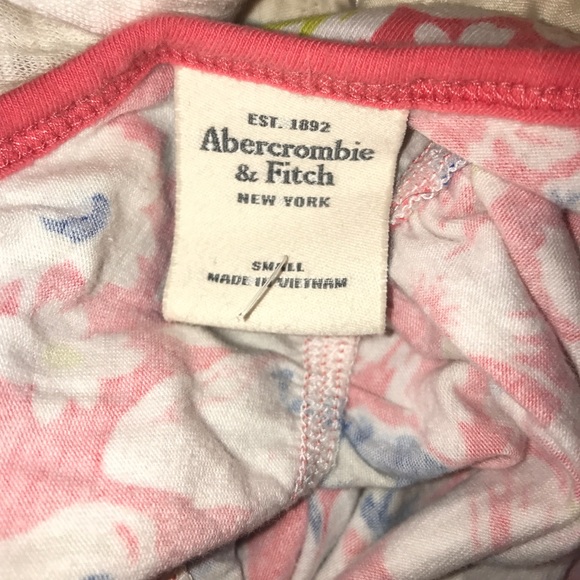 EST. 1892
Abercrombie
& Fitch
NEW YORK
SMALL
MADE IN VIETNAM